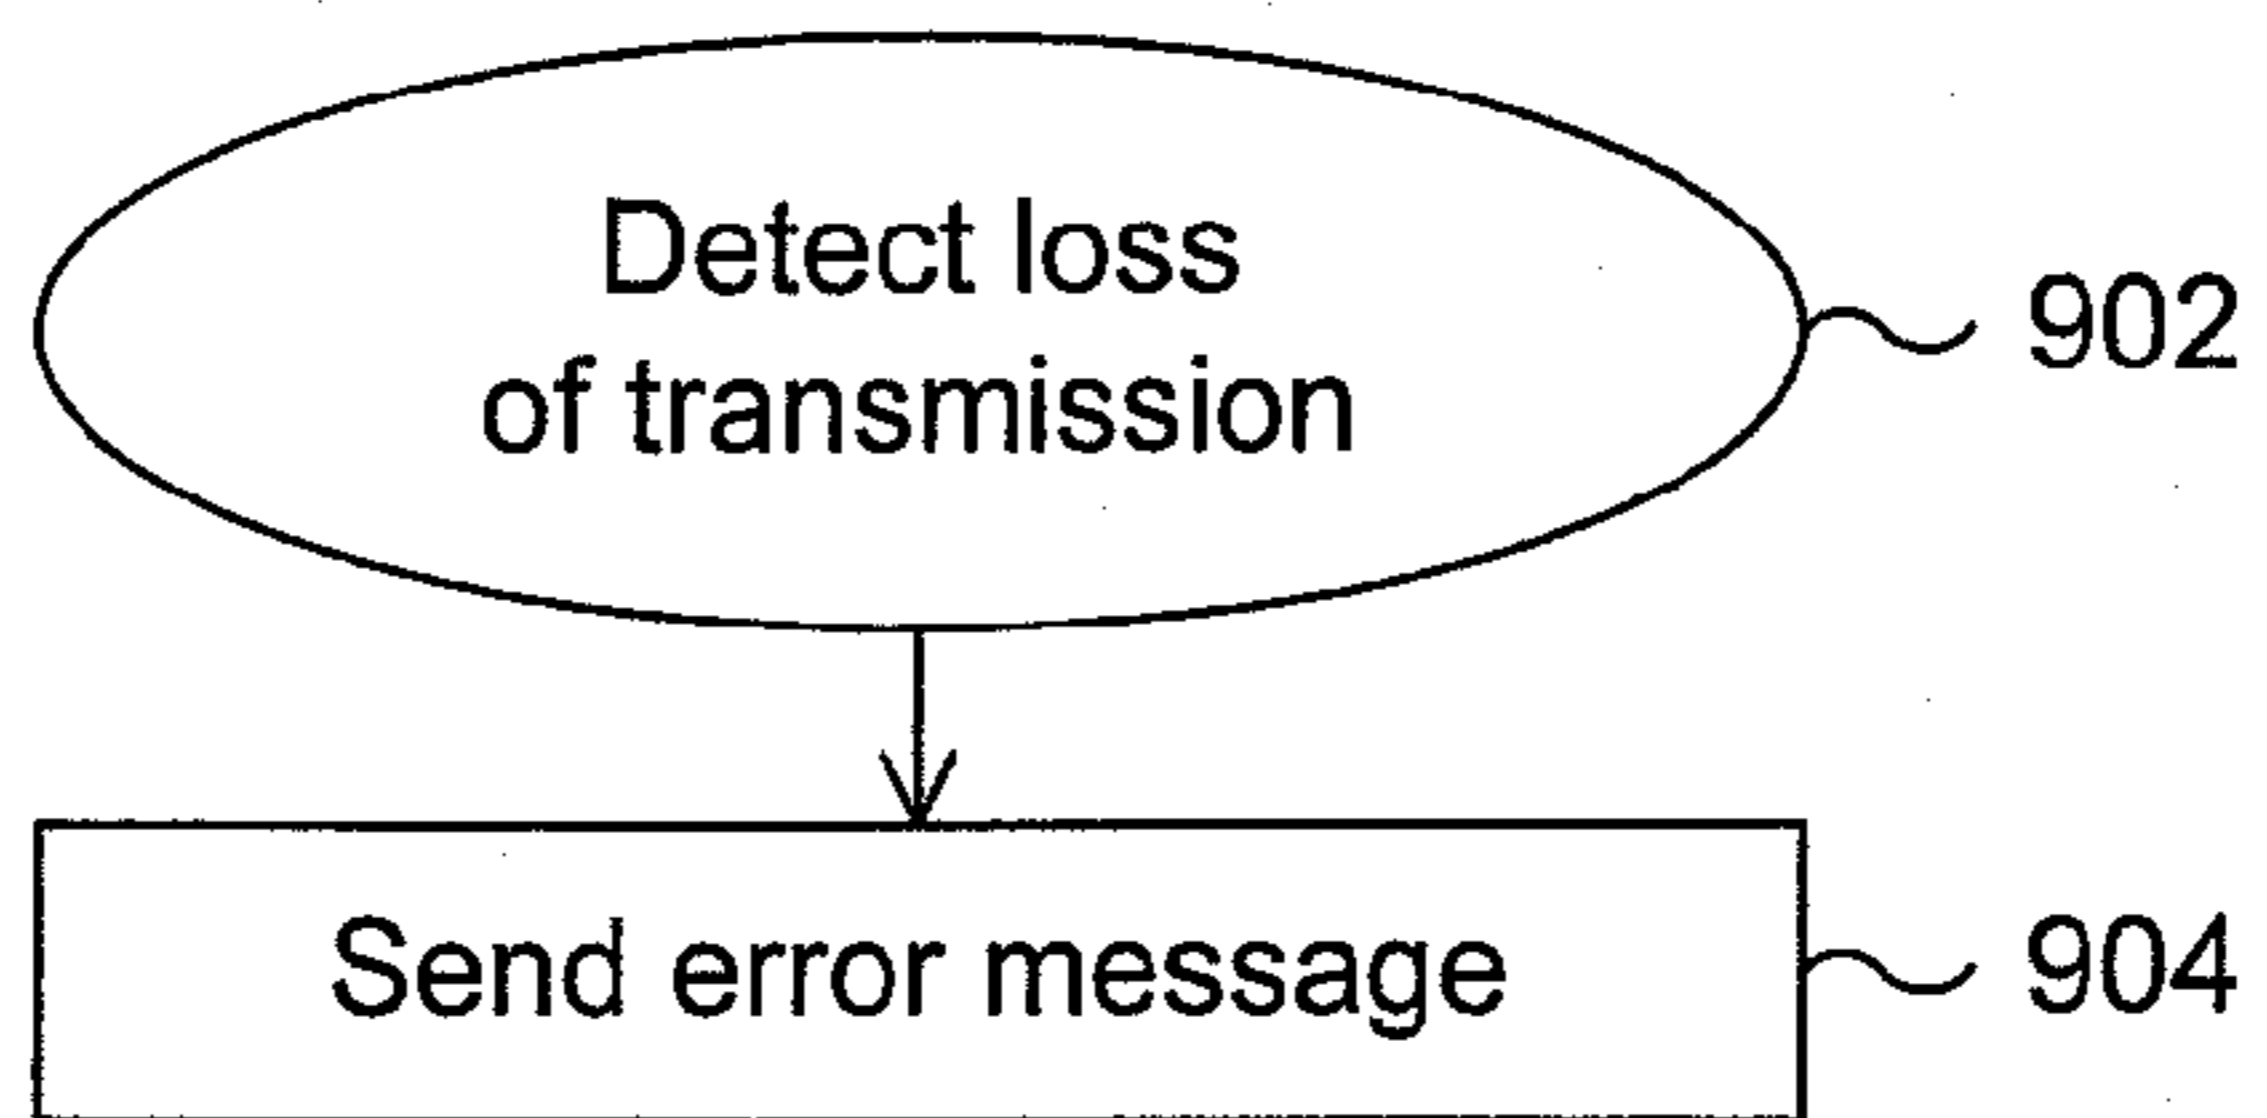 Detect loss
of transmission
902
Send error message
904